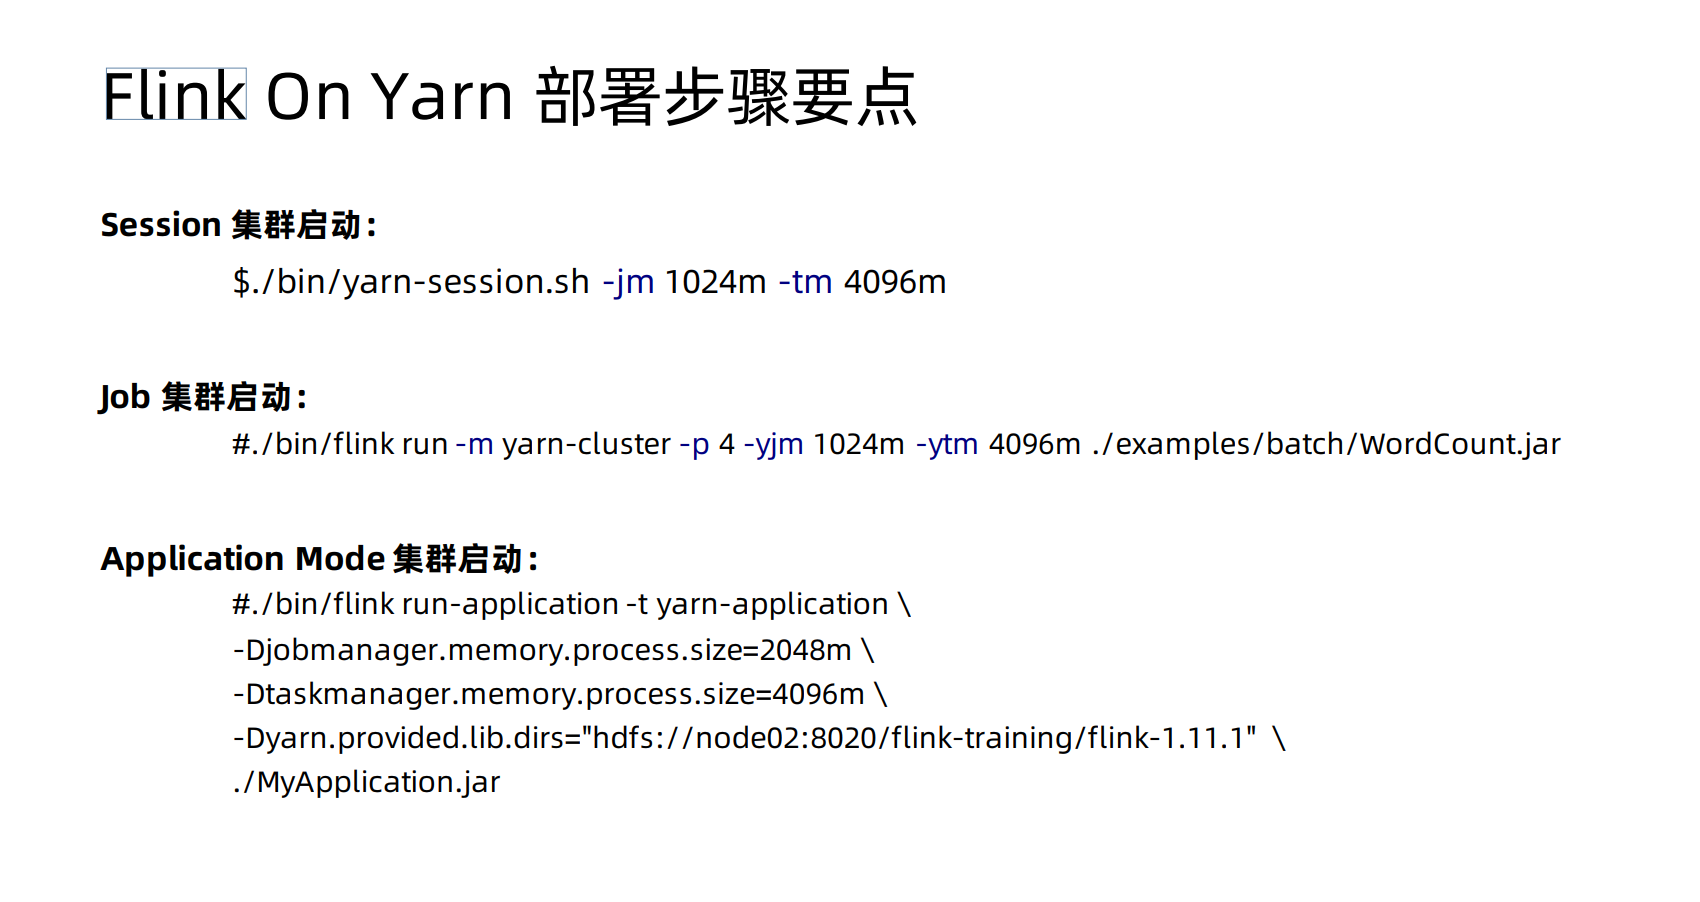 Flink On Yarn 部署步骤要点
Session 集群启动：
$./bin/yarn-session.sh -jm 1024m -tm 4096m
Job 集群启动：
#./bin/flink run -m yarn-cluster -p 4 -yjm 1024m -ytm 4096m ./examples/batch/WordCount.jar
Application Mode 集群启动：
#./bin/flink run-application -t yarn-application \
-Djobmanager.memory.process.size=2048m \
-Dtaskmanager.memory.process.size=4096m \
-Dyarn.provided.lib.dirs="hdfs://node02:8020/flink-training/flink-1.11.1" \
./MyApplication.jar